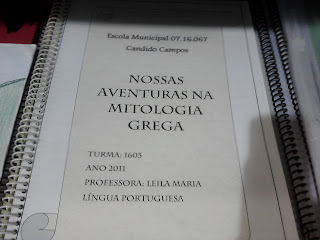 Escola Municipal 07.16.067
Candido Campos
NOSSAS
AVENTURAS NA
MITOLOGIA
GREGA
TURMA: 1603
ANO 2011
PROFESSORA: LEILA MARIA
LÍNGUA PORTUGUESA